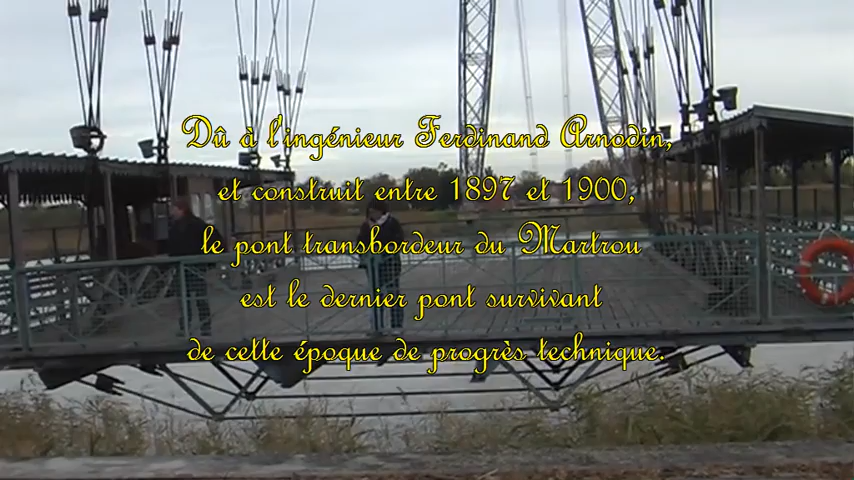 Dû à l'ingénieur Ferdinand Arnodin,
et construit entre 1897 et 1900,
le pont transbordeur du Martrou
est le dernier pont survivant
de cette époque de progrès technique.